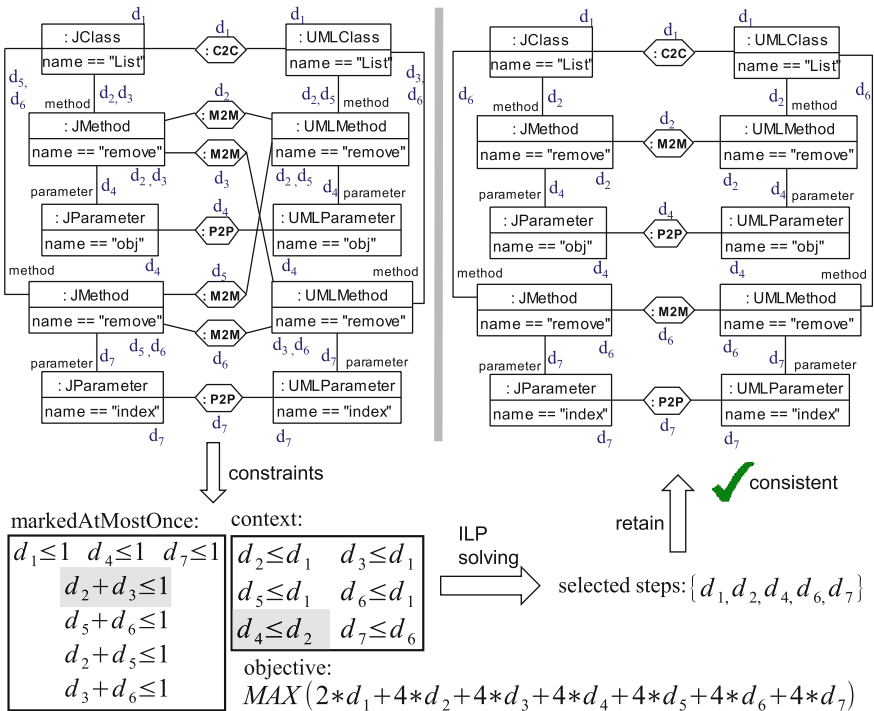 d1 d1
: JClass
name == "List"
d1
: C2C
: UMLClass
name == "List"
d5, d6
d2,d3
method
d2
: M2M
d2,d5
method
d3, d6
: JMethod
name == "remove"
: M2M
d3
: UMLMethod
name == "remove"
d2,d3
d2,d5
parameter
d4
d4
parameter
: JParameter
name == "obj"
d4
: P2P
: UMLParameter
name == "obj"
method
d4
d5
d4
method
: JMethod
name == "remove"
: M2M
: M2M
d6
: UMLMethod
name == "remove"
d5,d6
d3,d6
parameter
d7
d7
parameter
: JParameter
name == "index"
: P2P
d7
: UMLParameter
name == "index"
d7
d7
d1 d1
: JClass
name == "List"
d1
: C2C
: UMLClass
name == "List"
d6
method
d2
d2
method
d6
: JMethod
name == "remove"
d2
: M2M
: UMLMethod
name == "remove"
parameter
d4
d2
d2
d4
parameter
: JParameter
name == "obj"
d4
: P2P
: UMLParameter
name == "obj"
method
d4
d4
method
: JMethod
name == "remove"
: M2M
d6
: UMLMethod
name == "remove"
parameter
d7
d6
d6
d7
parameter
: JParameter
name == "index"
: P2P
d7
: UMLParameter
name == "index"
d7
d7
constraints
markedAtMostOnce:
d1≤1 d4≤1 d7≤1
d2+d3≤1
d5+d6≤1
d2+d5≤1
d3+d6≤1
context:
d2≤d1 d3≤d1
d5≤d1 d6≤d1
d4≤d2 d7≤d6
ILP
solving
retain
consistent
selected steps:{d1,d2,d4,d6,d7}
objective:
MAX(2*d1+4*d2+4*d3+4*d4+4*d5+4*d6+4*d7)